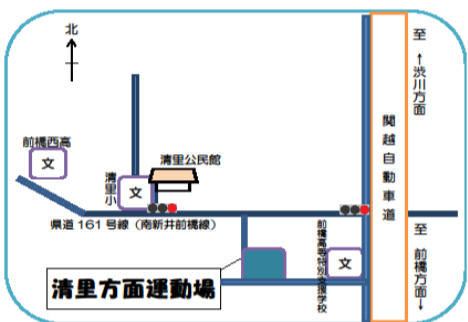 北
至
↑渋川方面
関越自動車道
前橋西高
文
清里公民館
清里小
文
県道161号線（南新井前橋線）
至
前橋方面↓
前橋高等特別支援学校
文
清里方面運動場